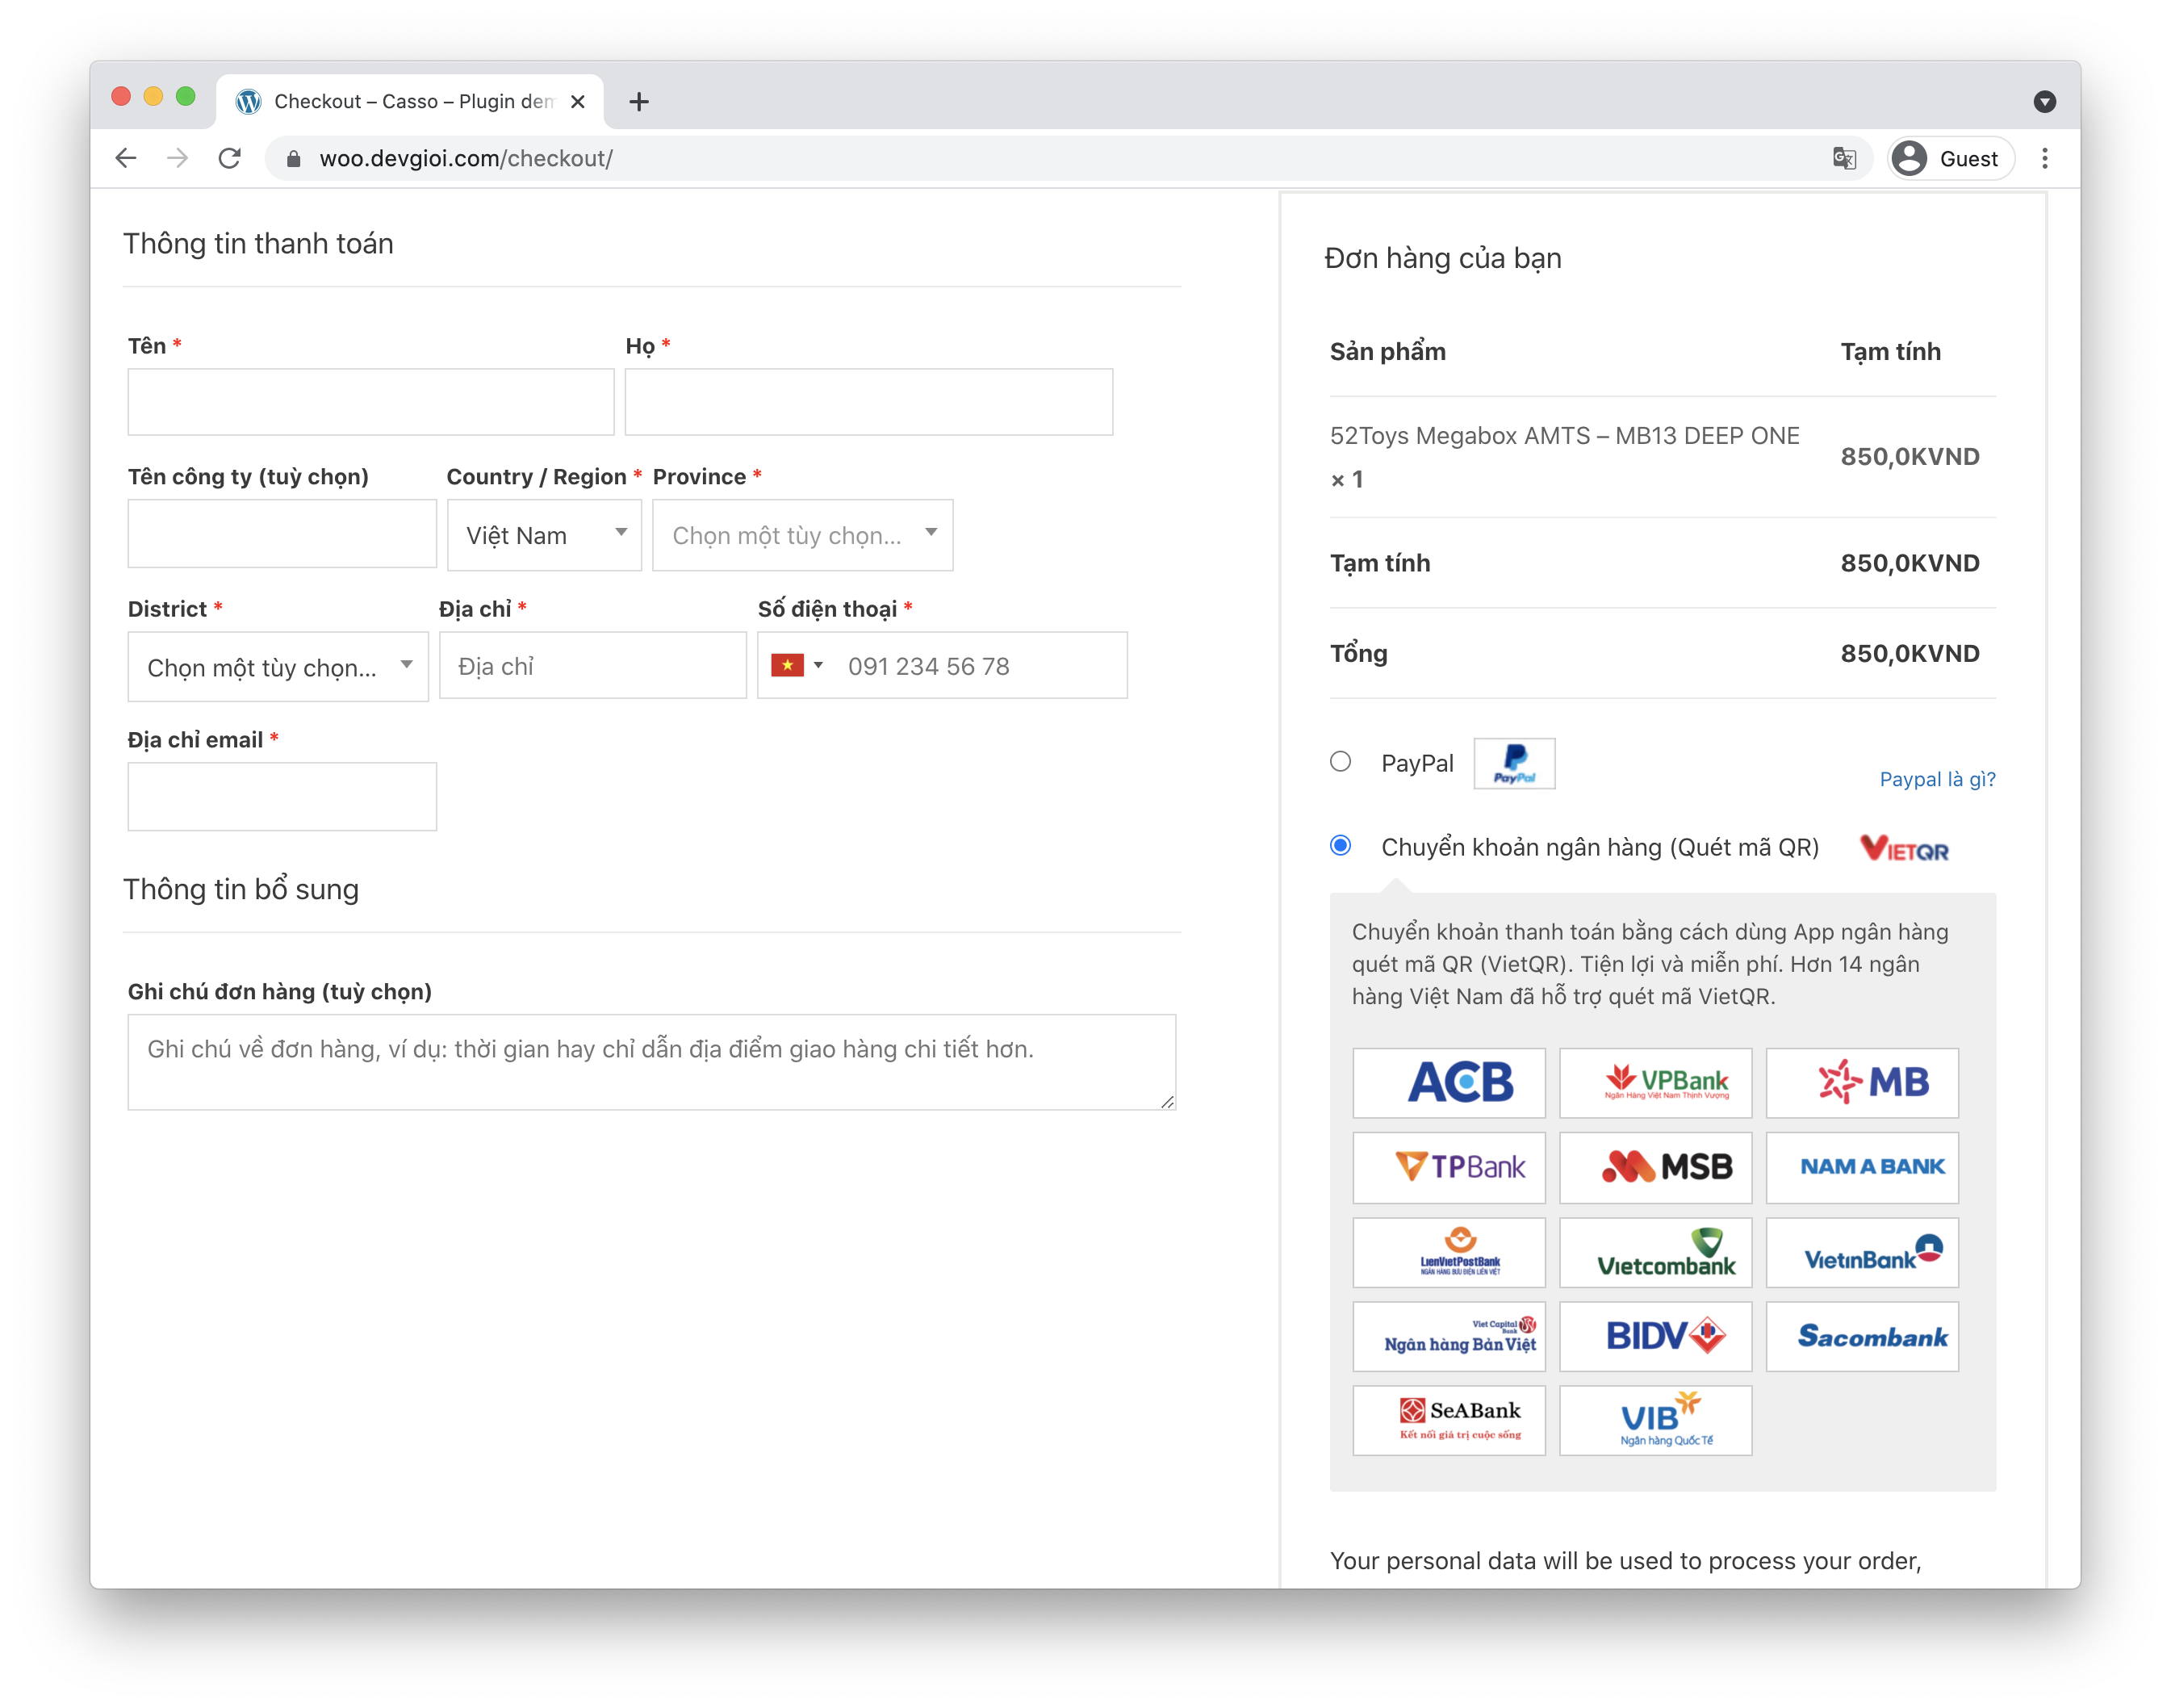 Checkout – Casso – Plugin dem
woo.devgioi.com/checkout/
Guest
Thông tin thanh toán
Tên *
Họ *
Tên công ty (tuỳ chọn)
Country / Region *
Province *
Việt Nam
Chọn một tùy chọn...
District *
Địa chỉ *
Số điện thoại *
Chọn một tùy chọn...
Địa chỉ
091 234 56 78
Địa chỉ email *
Thông tin bổ sung
Ghi chú đơn hàng (tuỳ chọn)
Ghi chú về đơn hàng, ví dụ: thời gian hay chỉ dẫn địa điểm giao hàng chi tiết hơn.
Đơn hàng của bạn
Sản phẩm
Tạm tính
52Toys Megabox AMTS – MB13 DEEP ONE
× 1
850,0KVND
Tạm tính
850,0KVND
Tổng
850,0KVND
PayPal
PayPal
Paypal là gì?
Chuyển khoản ngân hàng (Quét mã QR)
VIETQR
Chuyển khoản thanh toán bằng cách dùng App ngân hàng
quét mã QR (VietQR). Tiện lợi và miễn phí. Hơn 14 ngân
hàng Việt Nam đã hỗ trợ quét mã VietQR.
ACB
VPBank
Ngân Hàng Việt Nam Thịnh Vượng
MB
TPBank
MSB
NAM A BANK
LienVietPostBank
NGÂN HÀNG BƯU ĐIỆN LIÊN VIỆT
Vietcombank
VietinBank
Viet Capital
Bank
Ngân hàng Bản Việt
BIDV
Sacombank
SeABank
Kết nối giá trị cuộc sống
VIB
Ngân hàng Quốc Tế
Your personal data will be used to process your order,